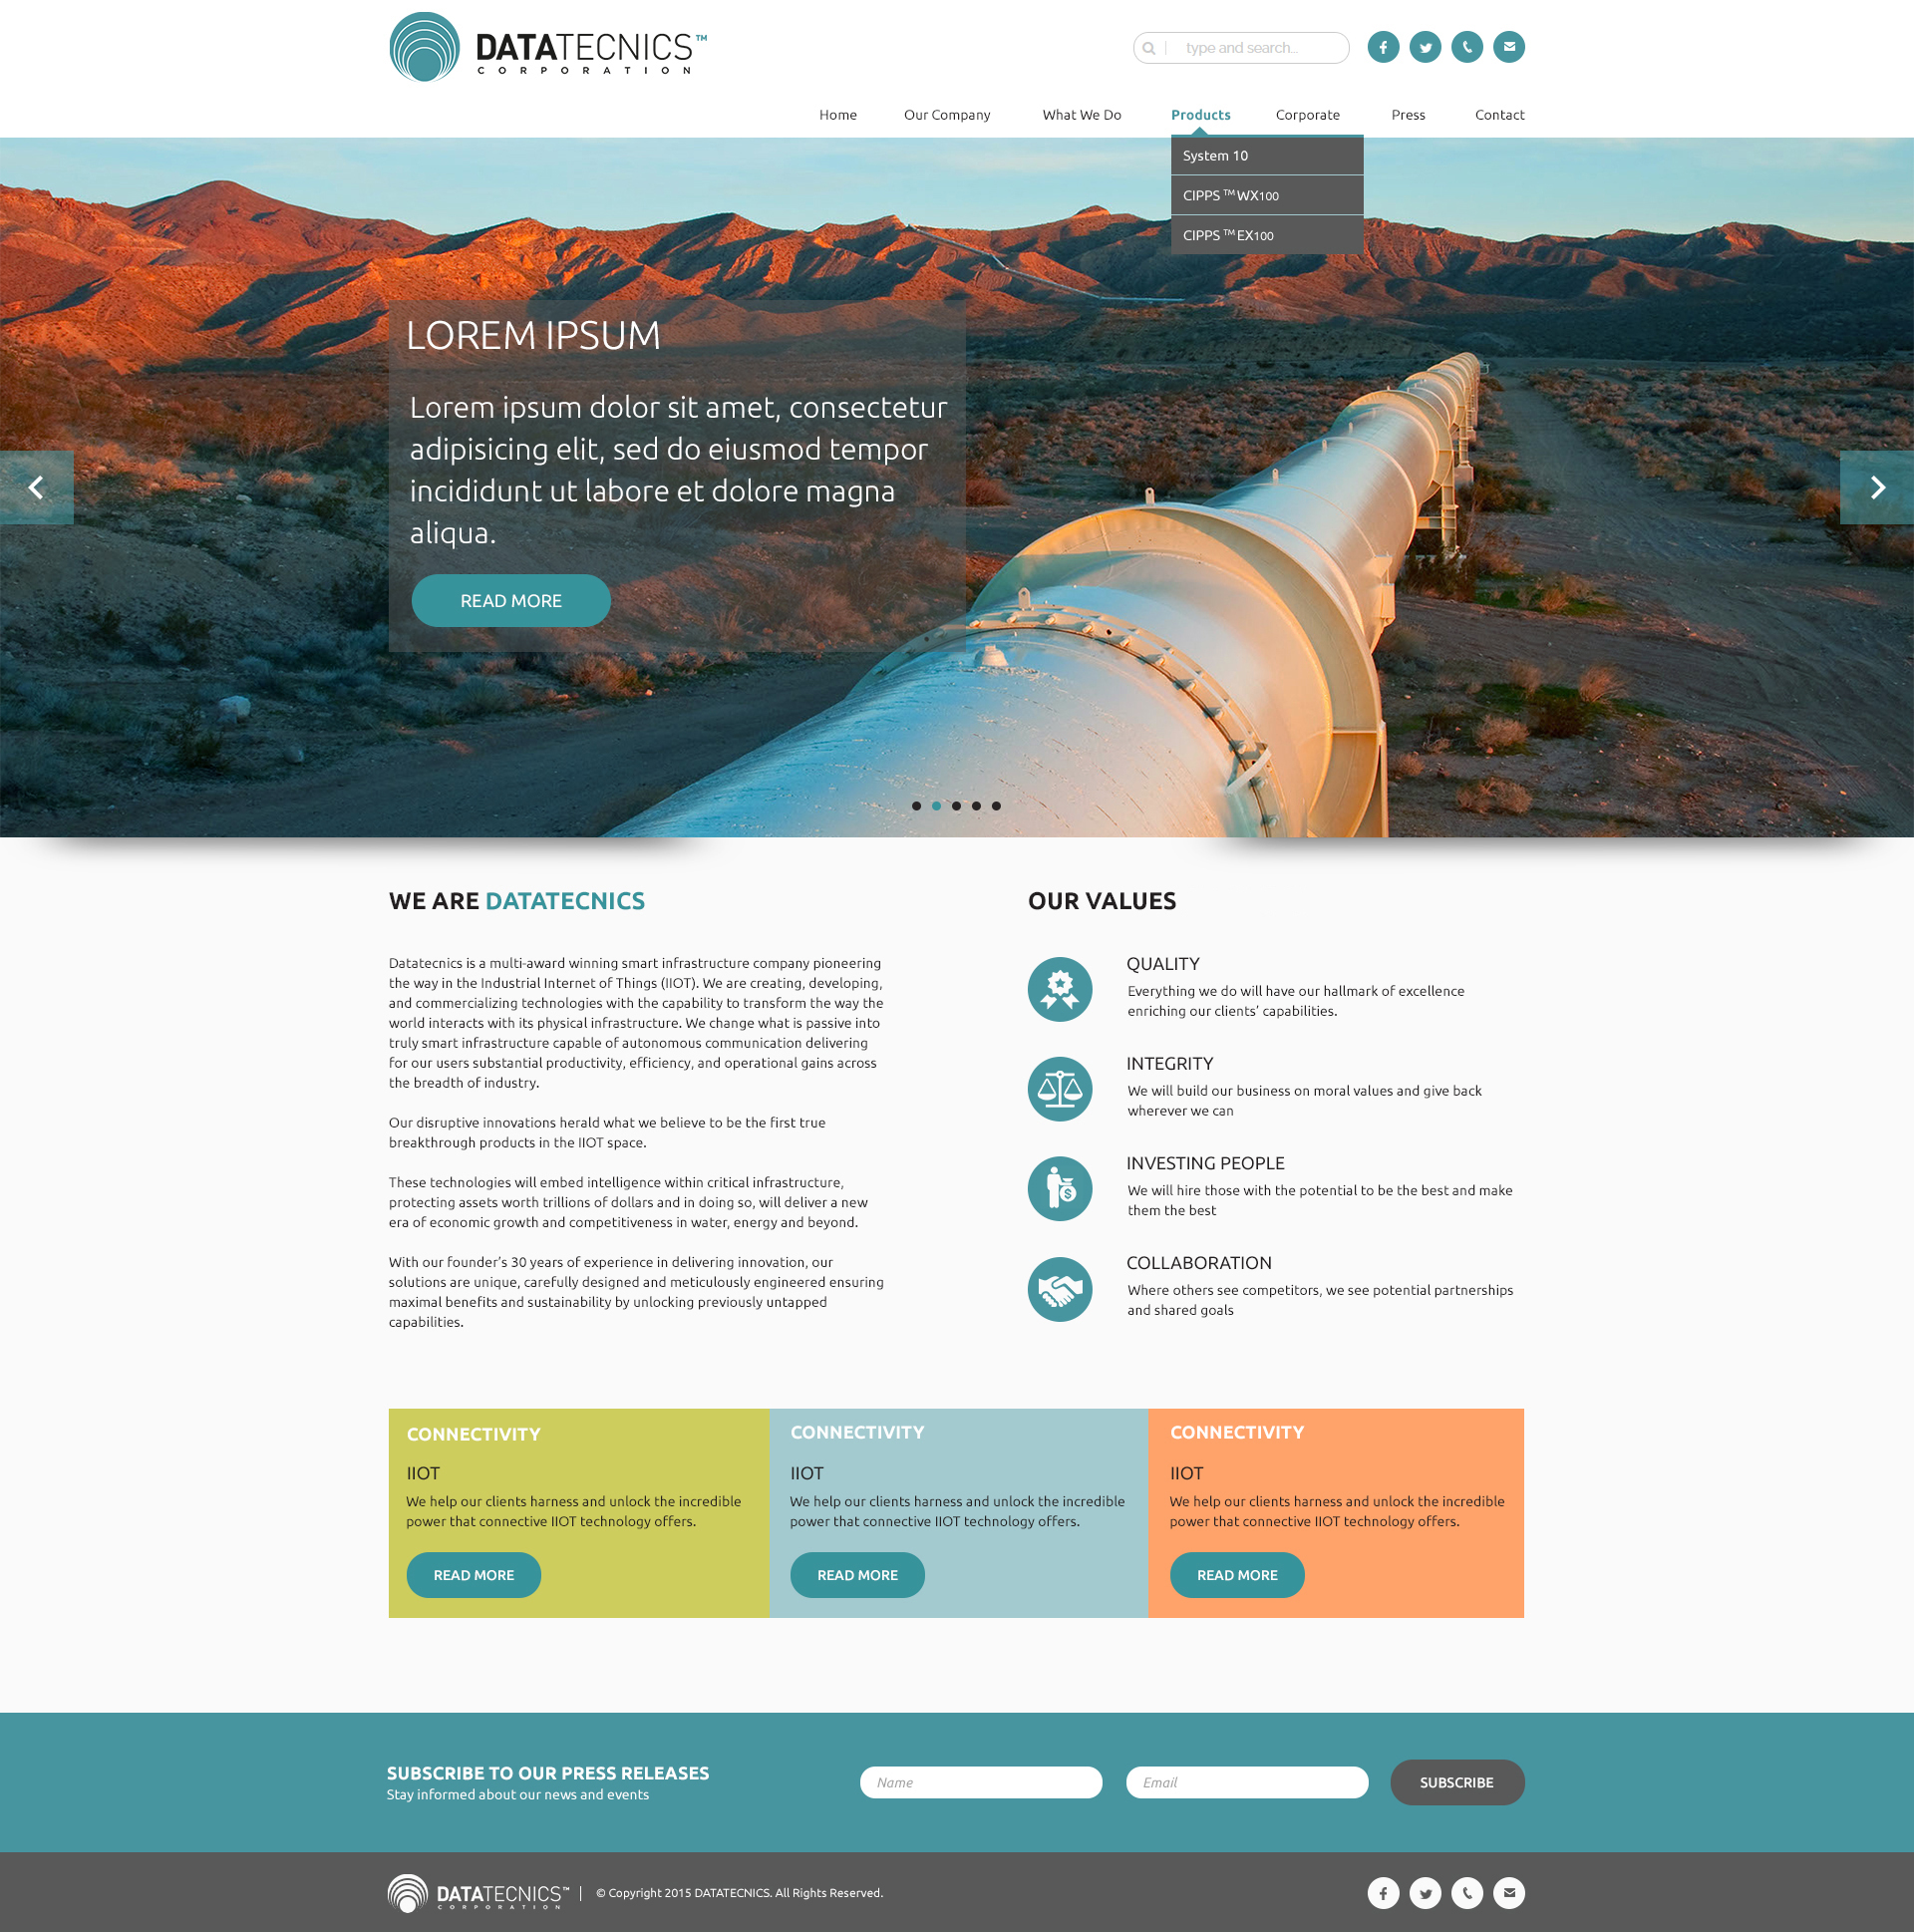 DATATECNICS™
CORPORATION
type and search...
Home Our Company What We Do Products Corporate Press Contact
System 10
CIPPS ™ WX100
CIPPS ™ EX100
LOREM IPSUM
Lorem ipsum dolor sit amet, consectetur
adipisicing elit, sed do eiusmod tempor
incididunt ut labore et dolore magna
aliqua.
READ MORE
WE ARE DATATECNICS
Datatecnics is a multi-award winning smart infrastructure company pioneering
the way in the Industrial Internet of Things (IIOT). We are creating, developing,
and commercializing technologies with the capability to transform the way the
world interacts with its physical infrastructure. We change what is passive into
truly smart infrastructure capable of autonomous communication delivering
for our users substantial productivity, efficiency, and operational gains across
the breadth of industry.
Our disruptive innovations herald what we believe to be the first true
breakthrough products in the IIOT space.
These technologies will embed intelligence within critical infrastructure,
protecting assets worth trillions of dollars and in doing so, will deliver a new
era of economic growth and competitiveness in water, energy and beyond.
With our founder’s 30 years of experience in delivering innovation, our
solutions are unique, carefully designed and meticulously engineered ensuring
maximal benefits and sustainability by unlocking previously untapped
capabilities.
OUR VALUES
QUALITY
Everything we do will have our hallmark of excellence
enriching our clients’ capabilities.
INTEGRITY
We will build our business on moral values and give back
wherever we can
INVESTING PEOPLE
We will hire those with the potential to be the best and make
them the best
COLLABORATION
Where others see competitors, we see potential partnerships
and shared goals
CONNECTIVITY
IIOT
We help our clients harness and unlock the incredible
power that connective IIOT technology offers.
READ MORE
CONNECTIVITY
IIOT
We help our clients harness and unlock the incredible
power that connective IIOT technology offers.
READ MORE
CONNECTIVITY
IIOT
We help our clients harness and unlock the incredible
power that connective IIOT technology offers.
READ MORE
SUBSCRIBE TO OUR PRESS RELEASES
Stay informed about our news and events
Name
Email
SUBSCRIBE
DATATECNICS™
CORPORATION
© Copyright 2015 DATATECNICS. All Rights Reserved.